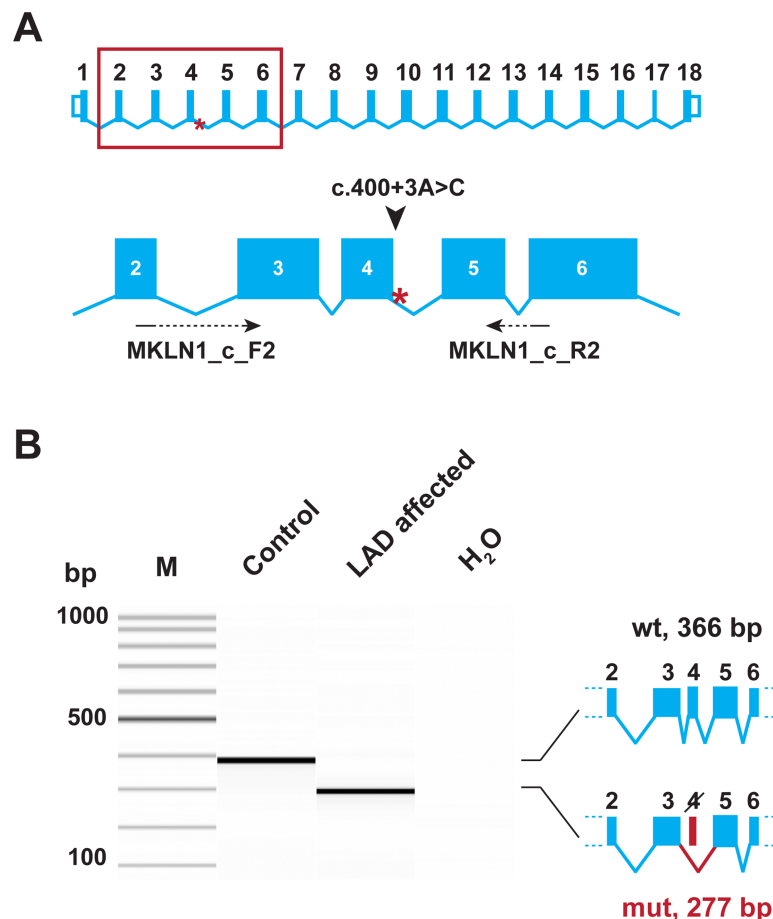 A
1 2 3 4 5 6 7 8 9 10 11 12 13 14 15 16 17 18
*
c.400+3A>C
2 3 4 5 6
*
MKLN1_c_F2 MKLN1_c_R2
B
bp M Control LAD affected H₂O
1000
500
100
wt, 366 bp
2 3 4 5 6
2 3 4 5 6
mut, 277 bp